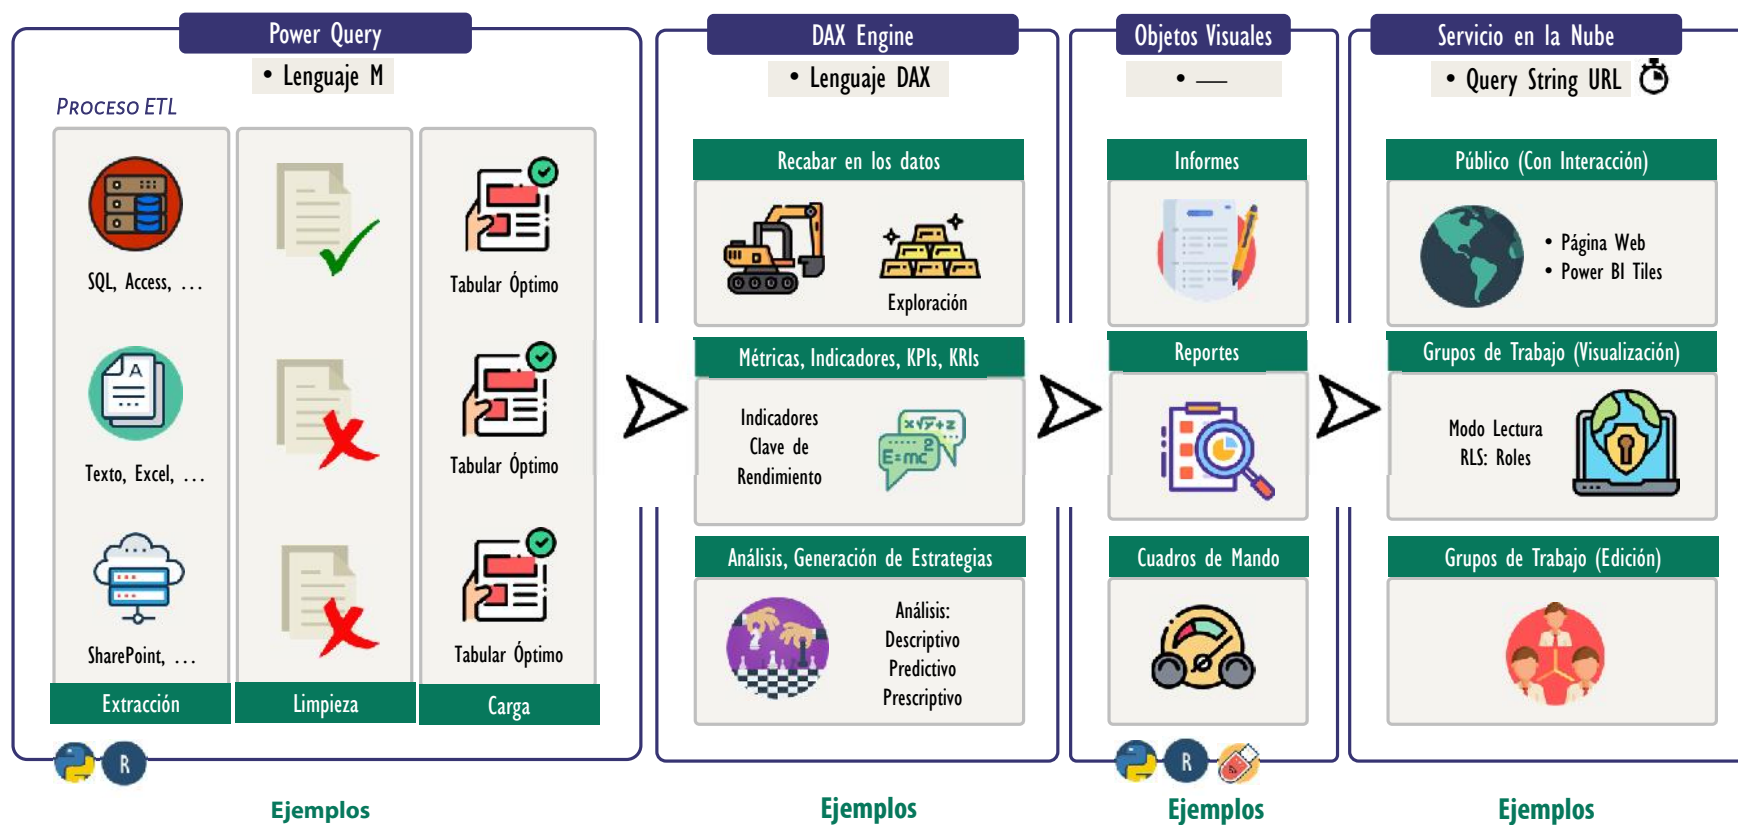 Power Query
• Lenguaje M
PROCESO ETL
SQL, Access, ...
Texto, Excel, ...
SharePoint, ...
Extracción
Limpieza
Tabular Óptimo
Tabular Óptimo
Tabular Óptimo
Carga
R
Ejemplos
DAX Engine
• Lenguaje DAX
Recabar en los datos
Exploración
Métricas, Indicadores, KPIs, KRIs
Indicadores
Clave de
Rendimiento
x√y+z
E=mc²
Análisis, Generación de Estrategias
Análisis:
Descriptivo
Predictivo
Prescriptivo
Ejemplos
Objetos Visuales
• —
Informes
Reportes
Cuadros de Mando
R
Ejemplos
Servicio en la Nube
• Query String URL
Público (Con Interacción)
• Página Web
• Power BI Tiles
Grupos de Trabajo (Visualización)
Modo Lectura
RLS: Roles
Grupos de Trabajo (Edición)
Ejemplos
A